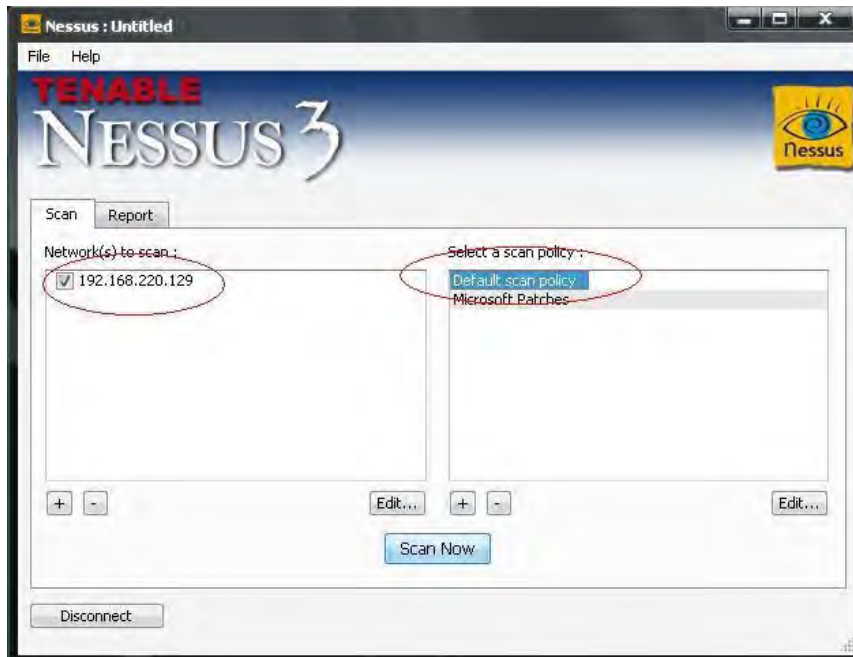 Nessus : Untitled
File Help
TENABLE
NESSUS 3
Nessus
Scan Report
Network(s) to scan :
Select a scan policy :
192.168.220.129
Default scan policy
Microsoft Patches
+ - Edit... + - Edit...
Scan Now
Disconnect